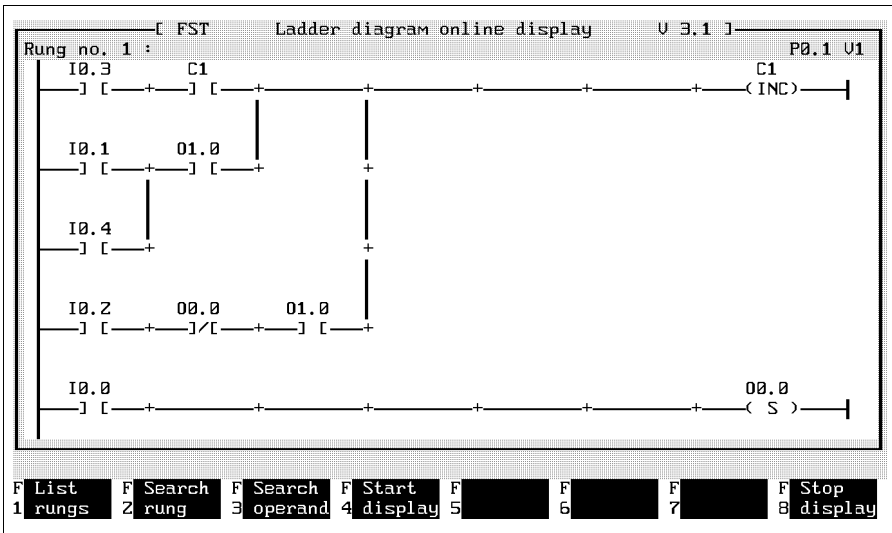 [ FST Ladder diagram online display V 3.1 ]
Rung no. 1 : P0.1 V1
I0.3 C1 C1
] [ + ] [ + + + + + ( INC )
I0.1 O1.0
] [ + ] [ + +
I0.4
] [ + +
I0.2 O0.0 O1.0
] [ + ]/[ + ] [ +
I0.0 O0.0
] [ + + + + + + ( S )
F1 List rungs
F2 Search rung
F3 Search operand
F4 Start display
F5
F6
F7
F8 Stop display